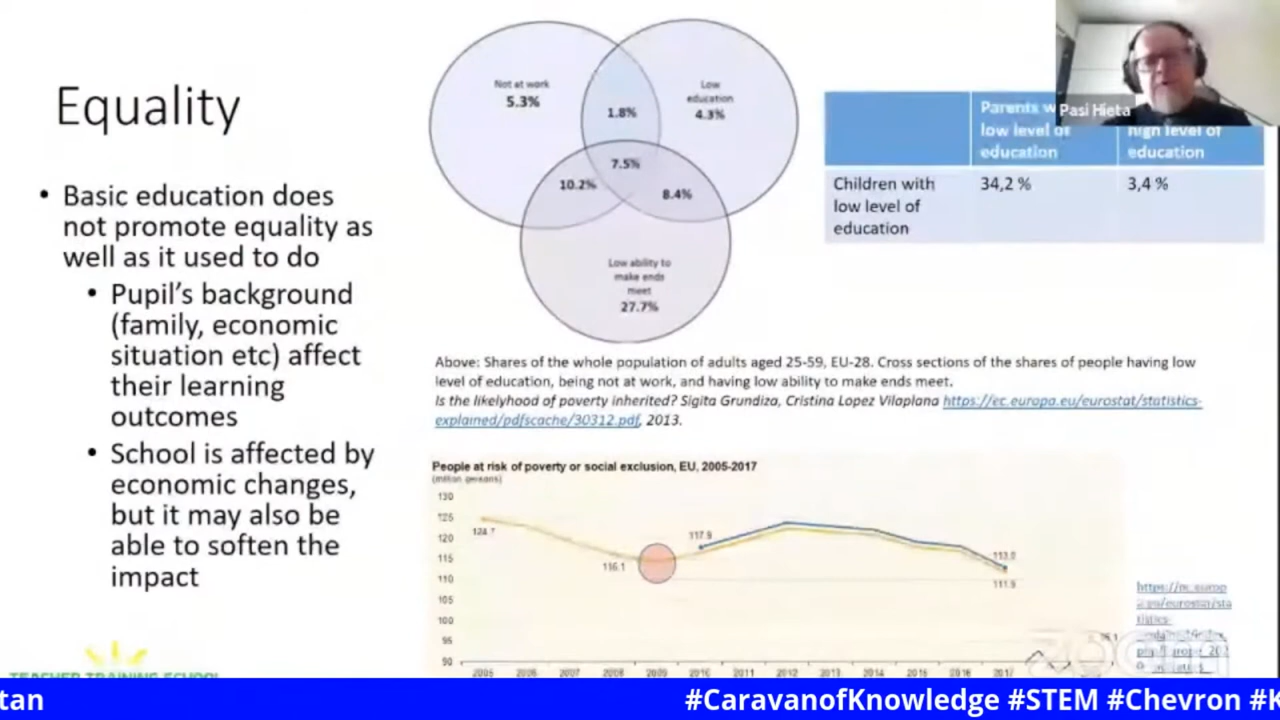 Equality
• Basic education does
not promote equality as
well as it used to do
• Pupil's background
(family, economic
situation etc) affect
their learning
outcomes
• School is affected by
economic changes,
but it may also be
able to soften the
impact
Not at work
5.3%
1.8%
Low
education
4.3%
7.5%
10.2%
8.4%
Low ability to
make ends
meet
27.7%
Parents
low level of
education
high level of
education
Children with
low level of
education
34,2 %
3,4 %
Pasi Hieta
Above: Shares of the whole population of adults aged 25-59, EU-28. Cross sections of the shares of people having low
level of education, being not at work, and having low ability to make ends meet.
Is the likelyhood of poverty inherited? Sigita Grundiza, Cristina Lopez Vilaplana https://ec.europa.eu/eurostat/statistics-
explained/pdfscache/30312.pdf, 2013.
People at risk of poverty or social exclusion, EU, 2005-2017
(million persons)
130
125
120
115
110
105
100
95
90
124.7
116.1
117.9
113.0
2005 2006 2007 2008 2009 2010 2011 2012 2013 2014 2015 2016 2017
TEACHER TRAINING SCHOOL
zoom
tan
#CaravanofKnowledge #STEM #Chevron #K